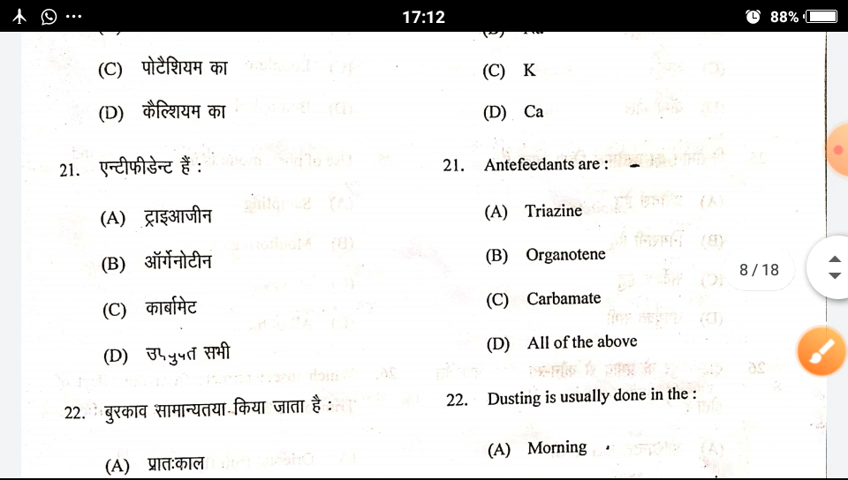 17:12
88%
(C) पोटैशियम का
(D) कैल्शियम का
21. एन्टीफीडेन्ट हैं :
(A) ट्राइआजीन
(B) ऑर्गेनोटीन
(C) कार्बामेट
(D) उपर्युक्त सभी
22. बुरकाव सामान्यतया किया जाता है :
(A) प्रातःकाल
(C) K
(D) Ca
21. Antefeedants are :
(A) Triazine
(B) Organotene
(C) Carbamate
(D) All of the above
22. Dusting is usually done in the :
(A) Morning
8 / 18